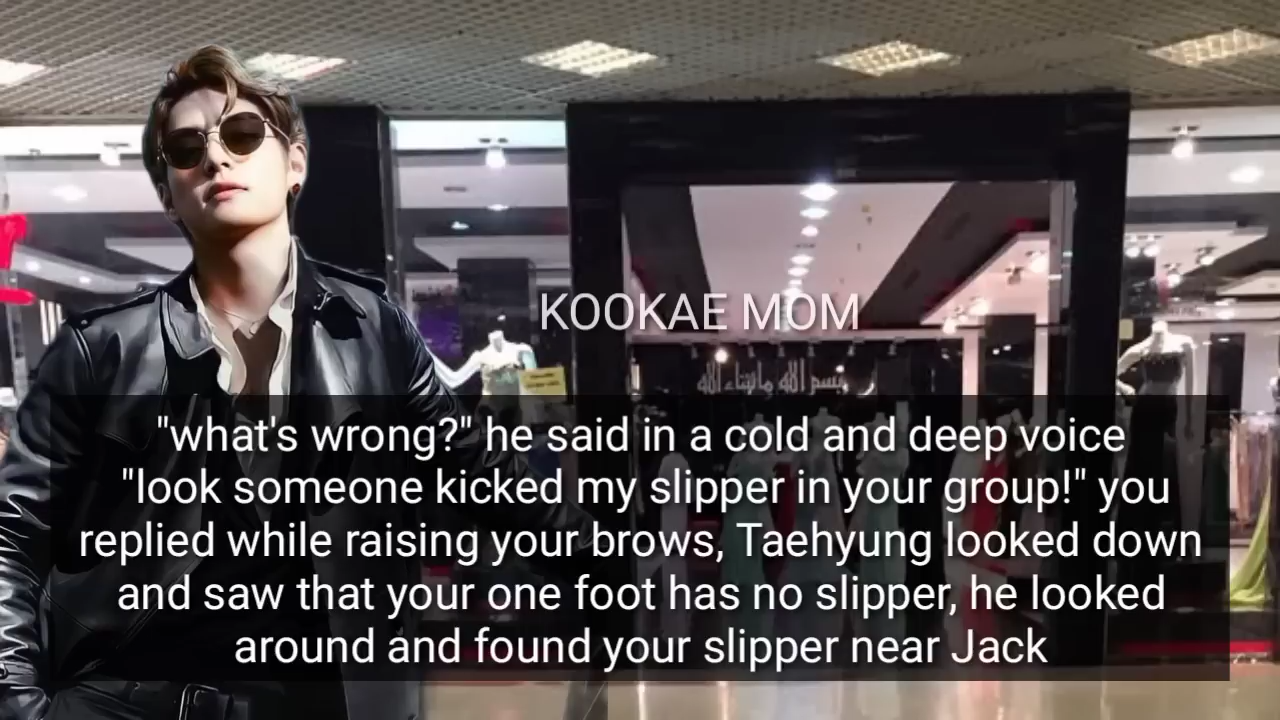 KOOKAE MOM
"what's wrong?" he said in a cold and deep voice
"look someone kicked my slipper in your group!" you
replied while raising your brows, Taehyung looked down
and saw that your one foot has no slipper, he looked
around and found your slipper near Jack